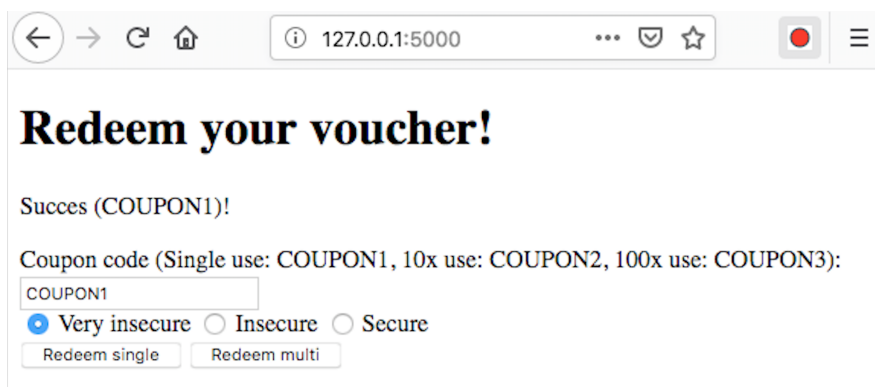 127.0.0.1:5000
Redeem your voucher!
Succes (COUPON1)!
Coupon code (Single use: COUPON1, 10x use: COUPON2, 100x use: COUPON3):
COUPON1
Very insecure Insecure Secure
Redeem single Redeem multi